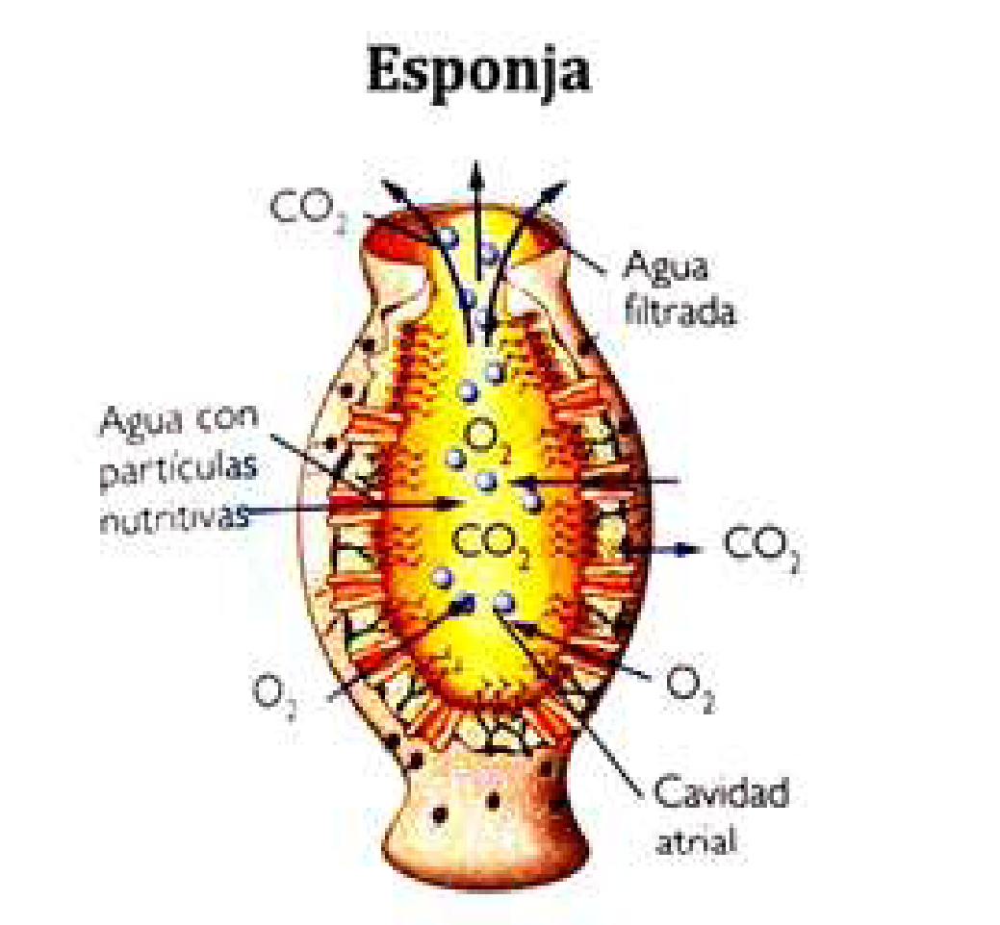 Esponja
CO₂
Agua
filtrada
Agua con
partículas
nutritivas
O₂
CO₂
CO₂
O₂
O₂
Cavidad
atrial